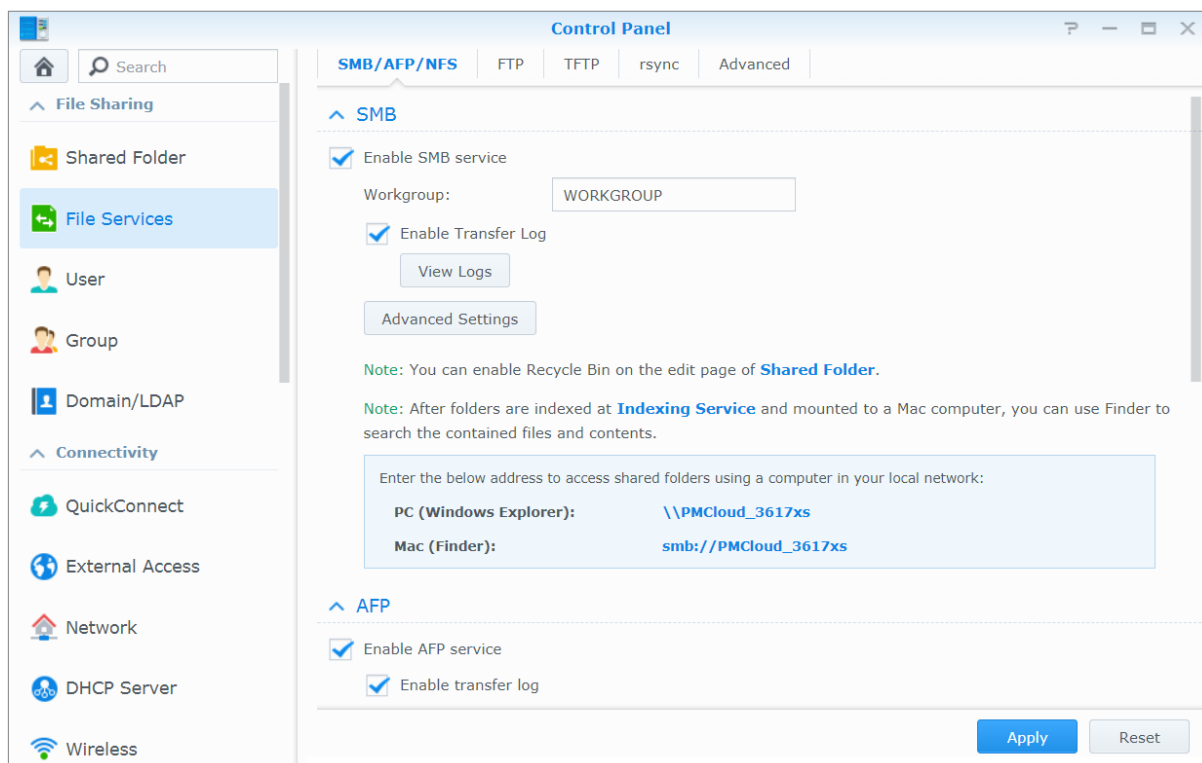 Control Panel
Search
File Sharing
Shared Folder
File Services
User
Group
Domain/LDAP
Connectivity
QuickConnect
External Access
Network
DHCP Server
Wireless
SMB/AFP/NFS FTP TFTP rsync Advanced
SMB
Enable SMB service
Workgroup: WORKGROUP
Enable Transfer Log
View Logs
Advanced Settings
Note: You can enable Recycle Bin on the edit page of Shared Folder.
Note: After folders are indexed at Indexing Service and mounted to a Mac computer, you can use Finder to
search the contained files and contents.
Enter the below address to access shared folders using a computer in your local network:
PC (Windows Explorer): \\PMCloud_3617xs
Mac (Finder): smb://PMCloud_3617xs
AFP
Enable AFP service
Enable transfer log
Apply Reset